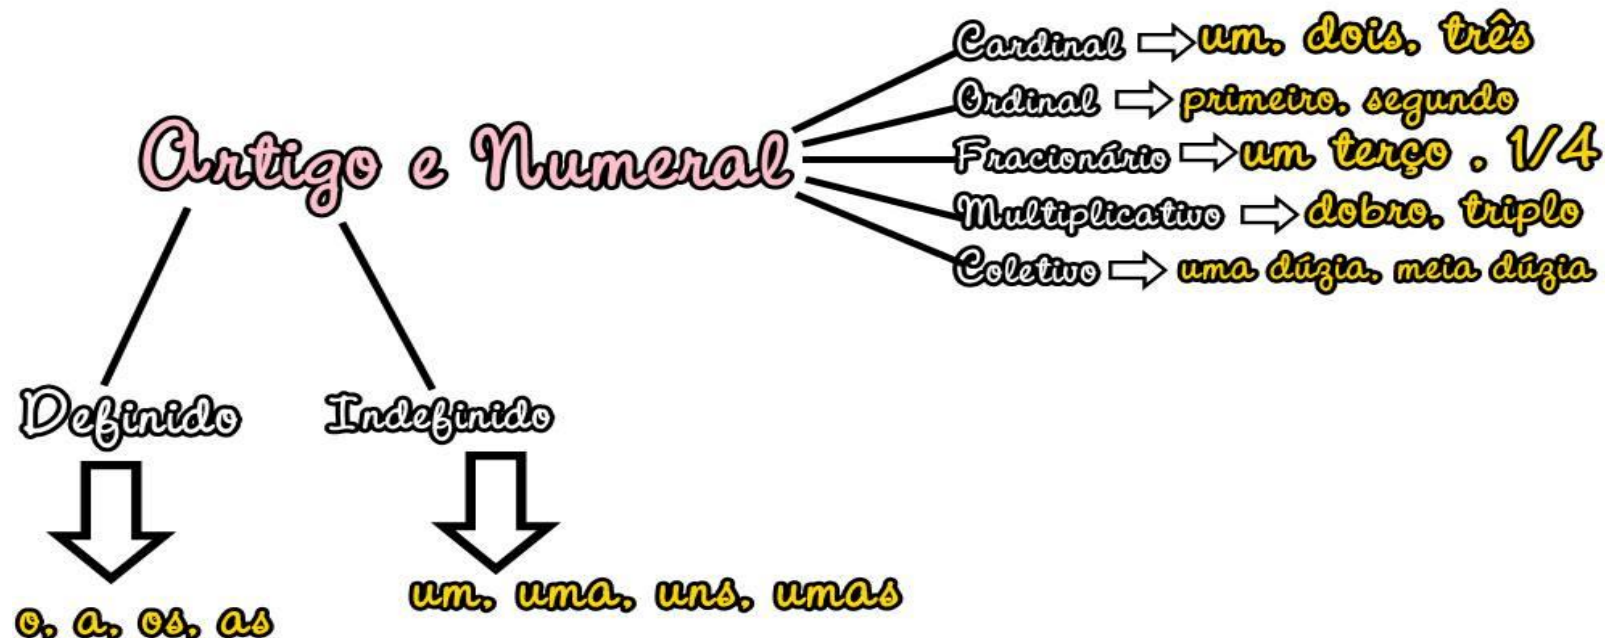 Artigo e Numeral
Cardinal um, dois, três
Ordinal primeiro, segundo
Fracionário um terço , 1/4
Multiplicativo dobro, triplo
Coletivo uma dúzia, meia dúzia
Definido
o, a, os, as
Indefinido
um, uma, uns, umas